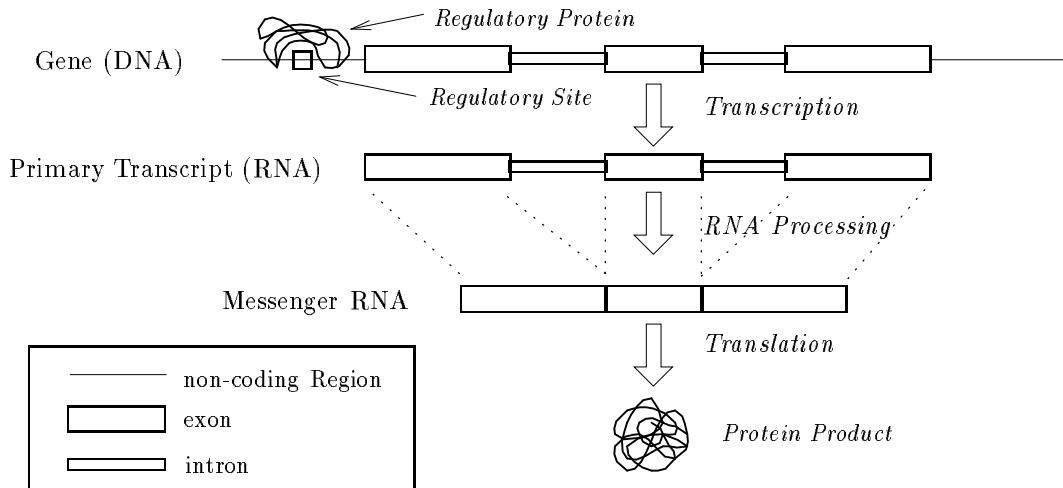 Regulatory Protein
Gene (DNA)
Regulatory Site
Transcription
Primary Transcript (RNA)
RNA Processing
Messenger RNA
Translation
non-coding Region
exon
Protein Product
intron